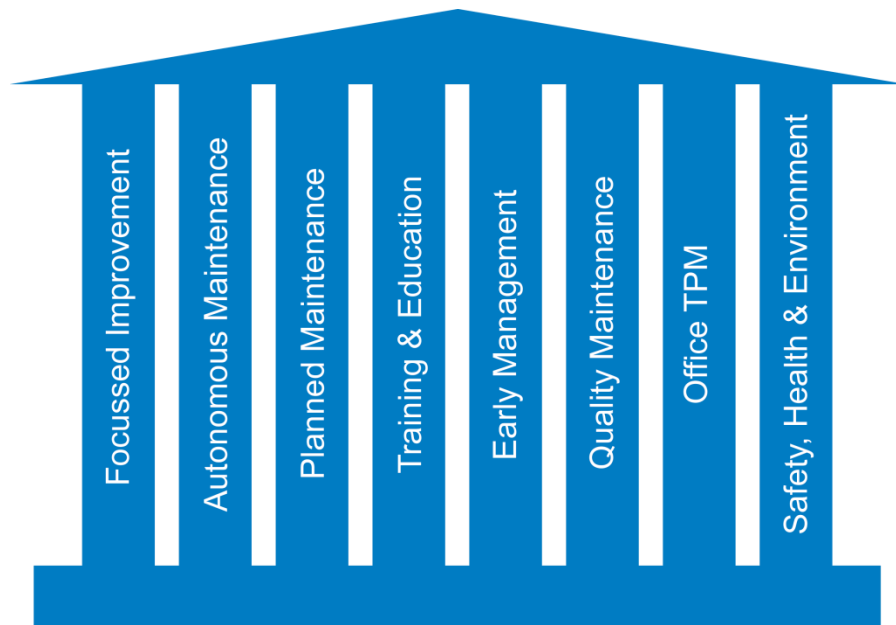 Focussed Improvement
Autonomous Maintenance
Planned Maintenance
Training & Education
Early Management
Quality Maintenance
Office TPM
Safety, Health & Environment